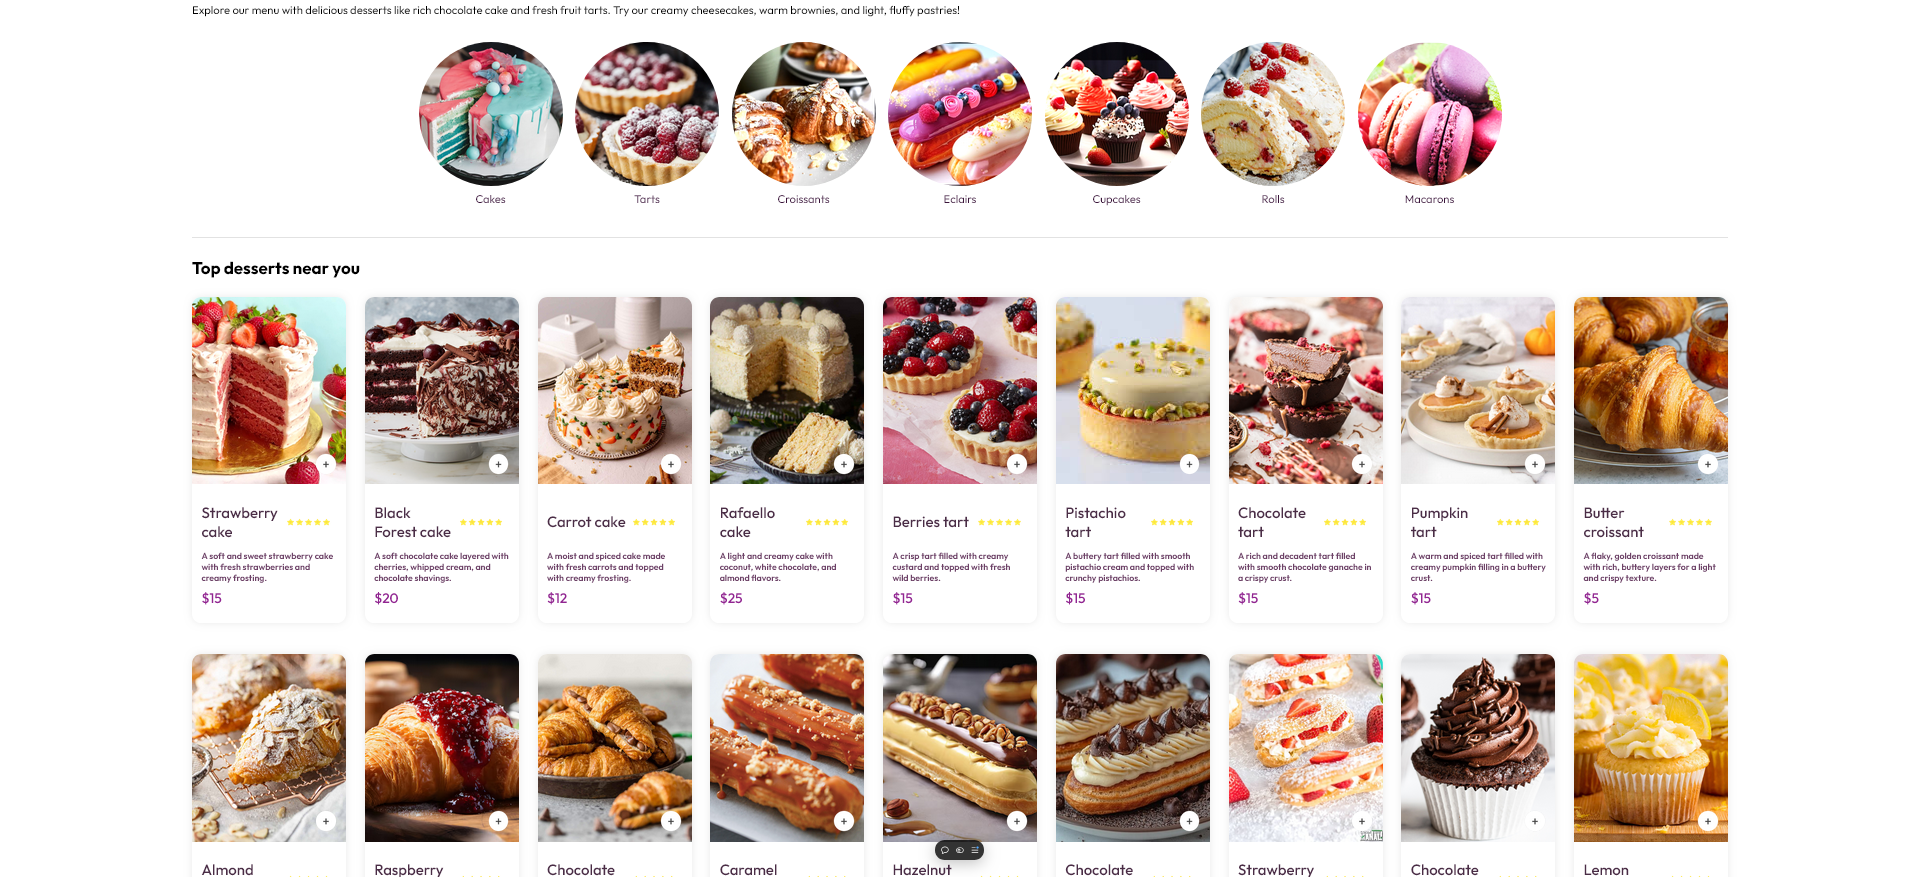 Explore our menu with delicious desserts like rich chocolate cake and fresh fruit tarts. Try our creamy cheesecakes, warm brownies, and light, fluffy pastries!
Cakes
Tarts
Croissants
Eclairs
Cupcakes
Rolls
Macarons
Top desserts near you
Strawberry
cake
A soft and sweet strawberry cake
with fresh strawberries and
creamy frosting.
$15
Black
Forest cake
A soft chocolate cake layered with
cherries, whipped cream, and
chocolate shavings.
$20
Carrot cake
A moist and spiced cake made
with fresh carrots and topped
with creamy frosting.
$12
Rafaello
cake
A light and creamy cake with
coconut, white chocolate, and
almond flavors.
$25
Berries tart
A crisp tart filled with creamy
custard and topped with fresh
wild berries.
$15
Pistachio
tart
A buttery tart filled with smooth
pistachio cream and topped with
crunchy pistachios.
$15
Chocolate
tart
A rich and decadent tart filled
with smooth chocolate ganache in
a crispy crust.
$15
Pumpkin
tart
A warm and spiced tart filled with
creamy pumpkin filling in a buttery
crust.
$15
Butter
croissant
A flaky, golden croissant made
with rich, buttery layers for a light
and crispy texture.
$5
Almond
Raspberry
Chocolate
Caramel
Hazelnut
Chocolate
Strawberry
Chocolate
Lemon